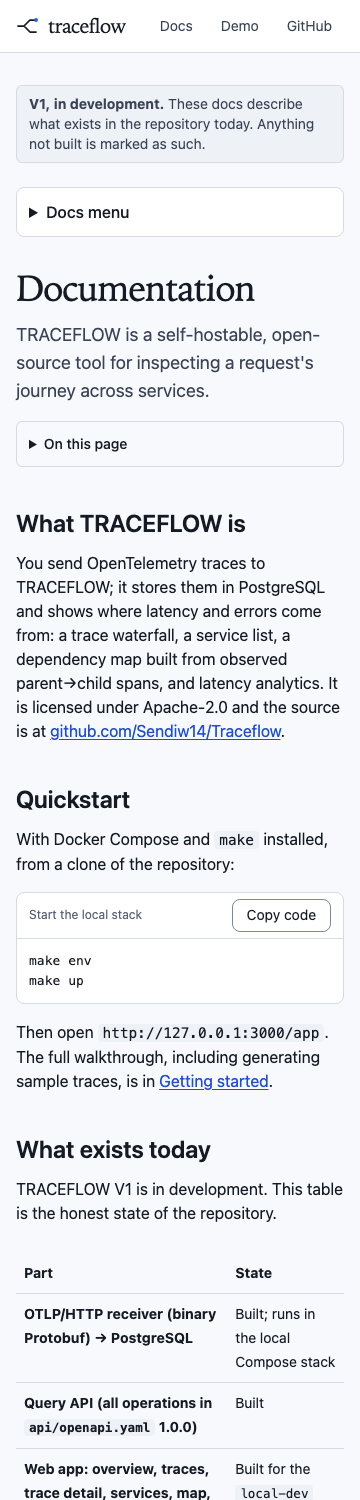 traceflow Docs Demo GitHub
V1, in development. These docs describe
what exists in the repository today. Anything
not built is marked as such.
Docs menu
Documentation
TRACEFLOW is a self-hostable, open-
source tool for inspecting a request's
journey across services.
On this page
What TRACEFLOW is
You send OpenTelemetry traces to
TRACEFLOW; it stores them in PostgreSQL
and shows where latency and errors come
from: a trace waterfall, a service list, a
dependency map built from observed
parent→child spans, and latency analytics. It
is licensed under Apache-2.0 and the source
is at github.com/Sendiw14/Traceflow.
Quickstart
With Docker Compose and make installed,
from a clone of the repository:
Start the local stack Copy code
make env
make up
Then open http://127.0.0.1:3000/app.
The full walkthrough, including generating
sample traces, is in Getting started.
What exists today
TRACEFLOW V1 is in development. This table
is the honest state of the repository.
Part State
OTLP/HTTP receiver (binary Built; runs in
Protobuf) → PostgreSQL the local
Compose stack
Query API (all operations in Built
api/openapi.yaml 1.0.0)
Web app: overview, traces, Built for the
trace detail, services, map, local-dev